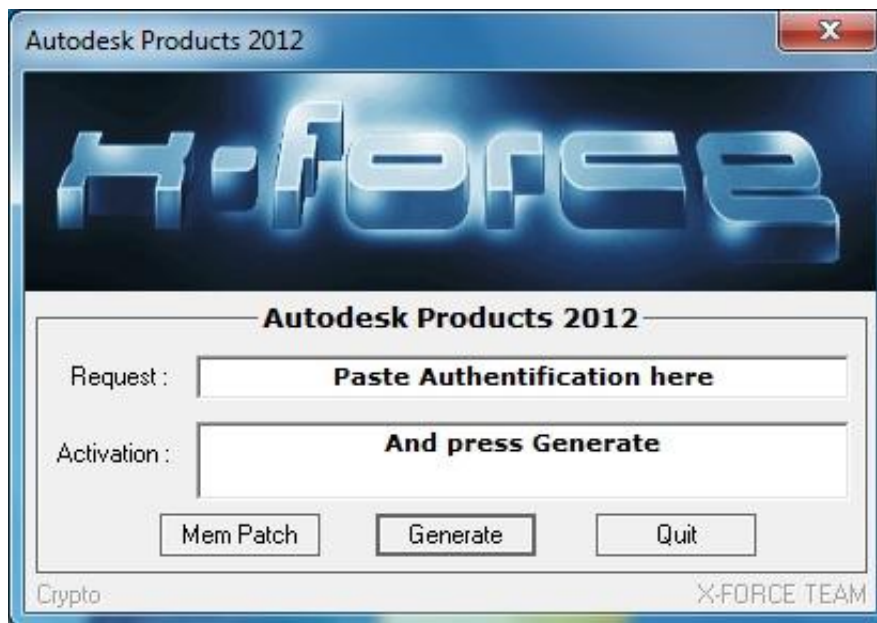 Autodesk Products 2012
X-force
Autodesk Products 2012
Request :
Paste Authentification here
Activation :
And press Generate
Mem Patch
Generate
Quit
Crypto
X-FORCE TEAM